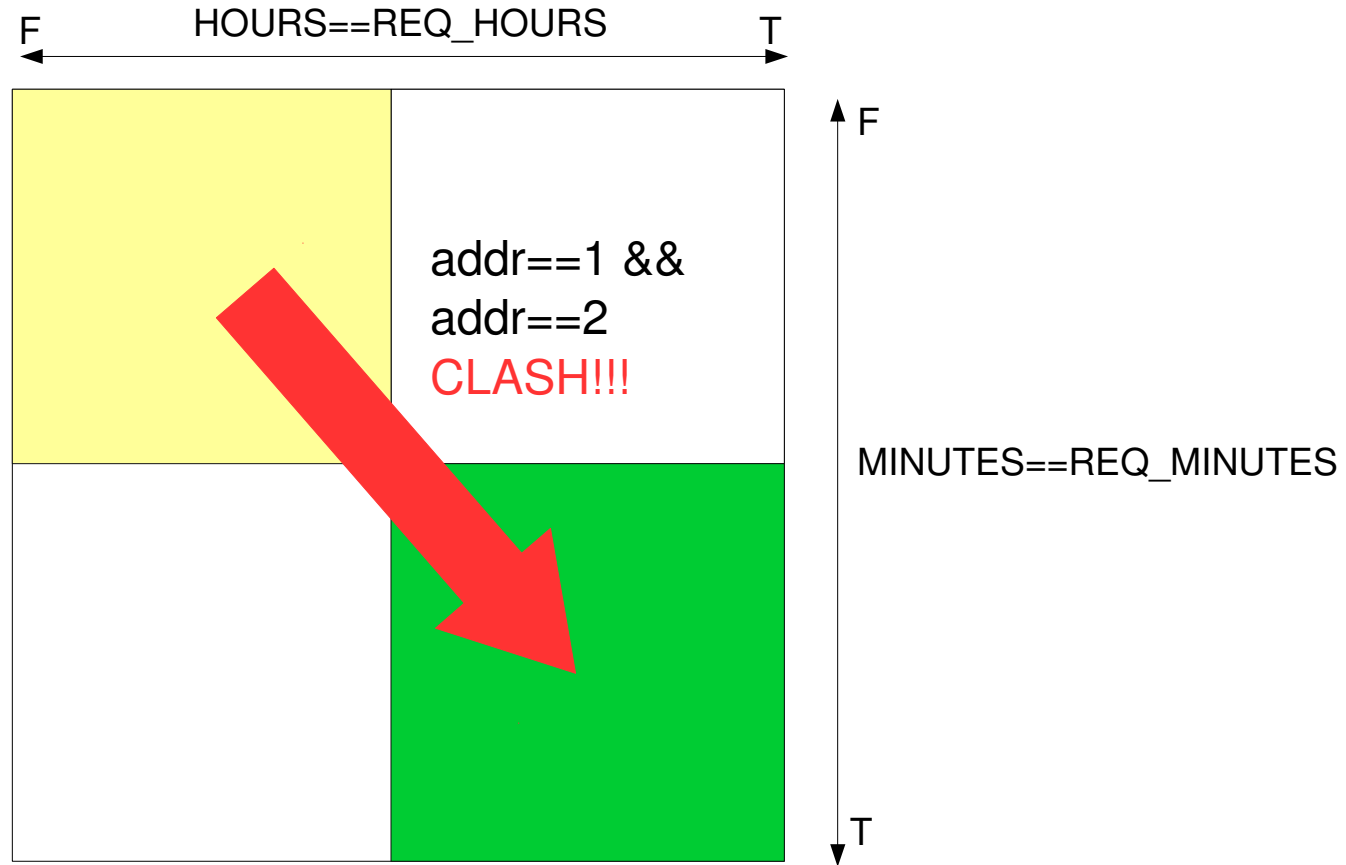 F
HOURS==REQ_HOURS
T
F
addr==1 &&
addr==2
CLASH!!!
MINUTES==REQ_MINUTES
T